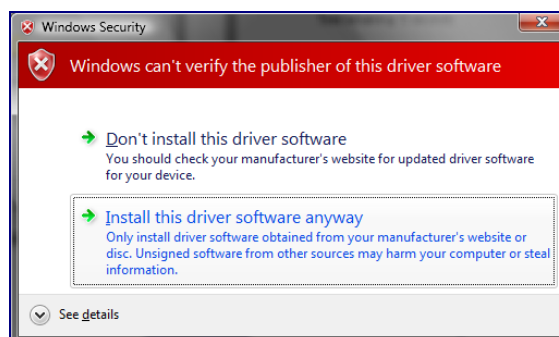 Windows Security
Windows can't verify the publisher of this driver software
Don't install this driver software
You should check your manufacturer's website for updated driver software
for your device.
Install this driver software anyway
Only install driver software obtained from your manufacturer's website or
disc. Unsigned software from other sources may harm your computer or steal
information.
See details